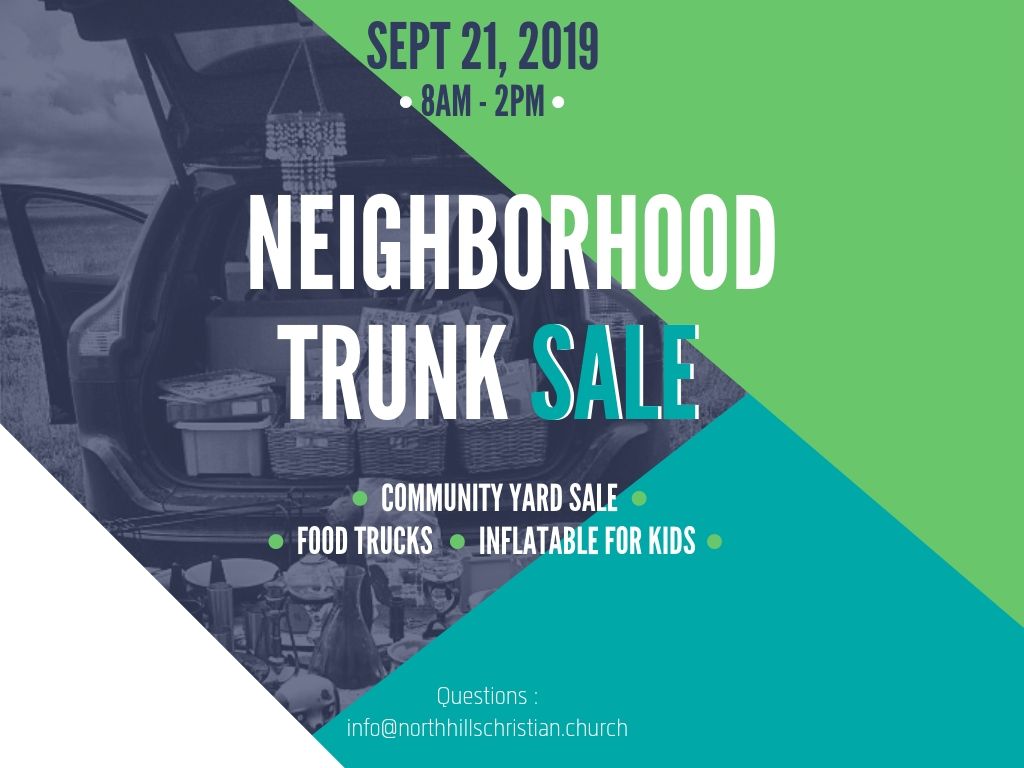 SEPT 21, 2019
• 8AM - 2PM •
NEIGHBORHOOD
TRUNK SALE
• COMMUNITY YARD SALE •
• FOOD TRUCKS • INFLATABLE FOR KIDS •
Questions :
info@northhillschristian.church